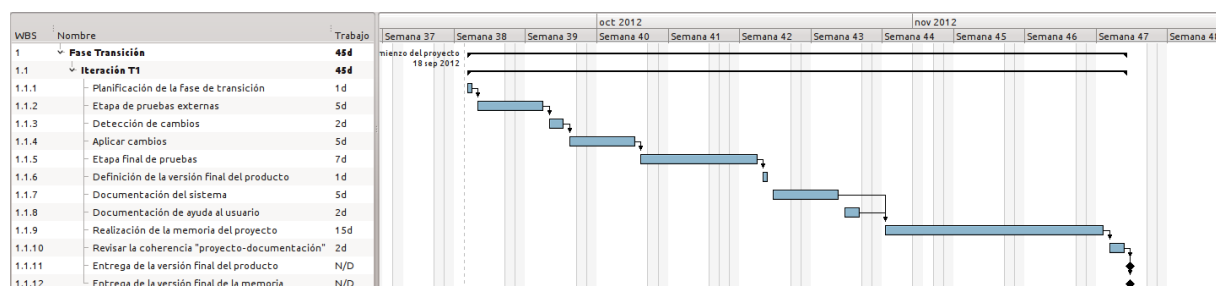 oct 2012 nov 2012
WBS Nombre Trabajo Semana 37 Semana 38 Semana 39 Semana 40 Semana 41 Semana 42 Semana 43 Semana 44 Semana 45 Semana 46 Semana 47 Semana 48
1 Fase Transición 45d mienzo del proyecto
18 sep 2012
1.1 Iteración T1 45d
1.1.1 Planificación de la fase de transición 1d
1.1.2 Etapa de pruebas externas 5d
1.1.3 Detección de cambios 2d
1.1.4 Aplicar cambios 5d
1.1.5 Etapa final de pruebas 7d
1.1.6 Definición de la versión final del producto 1d
1.1.7 Documentación del sistema 5d
1.1.8 Documentación de ayuda al usuario 2d
1.1.9 Realización de la memoria del proyecto 15d
1.1.10 Revisar la coherencia "proyecto-documentación" 2d
1.1.11 Entrega de la versión final del producto N/D
1.1.12 Entrega de la versión final de la memoria N/D